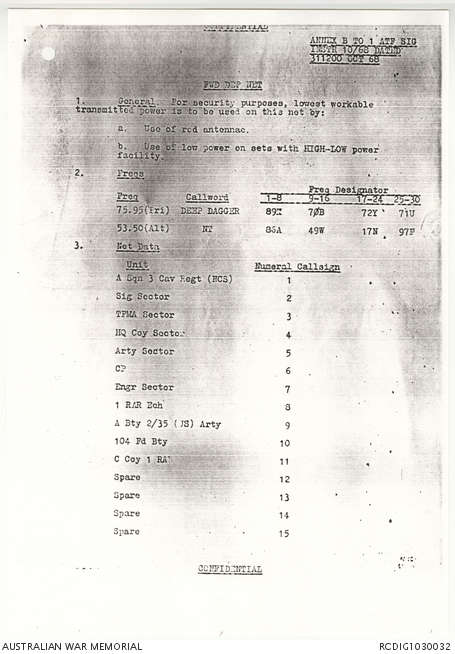 CONFIDENTIAL
ANNEX B TO 1 ATF SIG
INSTR 10/68 DATED
311200 OCT 68
FWD DEF NET
1. General For security purposes, lowest workable
transmitted power is to be used on this net by:
a. Use of rod antennae.
b. Use of low power on sets with HIGH-LOW power
facility.
2. Freqs
Freq Designator
Freq Callword 1-8 9-16 17-24 25-30
75.95(Pri) DEEP DAGGER 7ØB 72Y 71U
53.50(Alt) NT 86A 49W 17N 97F
3. Net Data
Unit Numeral Callsign
A Sqn 3 Cav Regt (HCS) 1
Sig Sector 2
TFMA Sector 3
HQ Coy Sector 4
Arty Sector 5
CP 6
Engr Sector 7
1 RAR Ech 8
A Bty 2/35 (US) Arty 9
104 Fd Bty 10
C Coy 1 RAR 11
Spare 12
Spare 13
Spare 14
Spare 15
CONFIDENTIAL
AUSTRALIAN WAR MEMORIAL RCDIG1030032